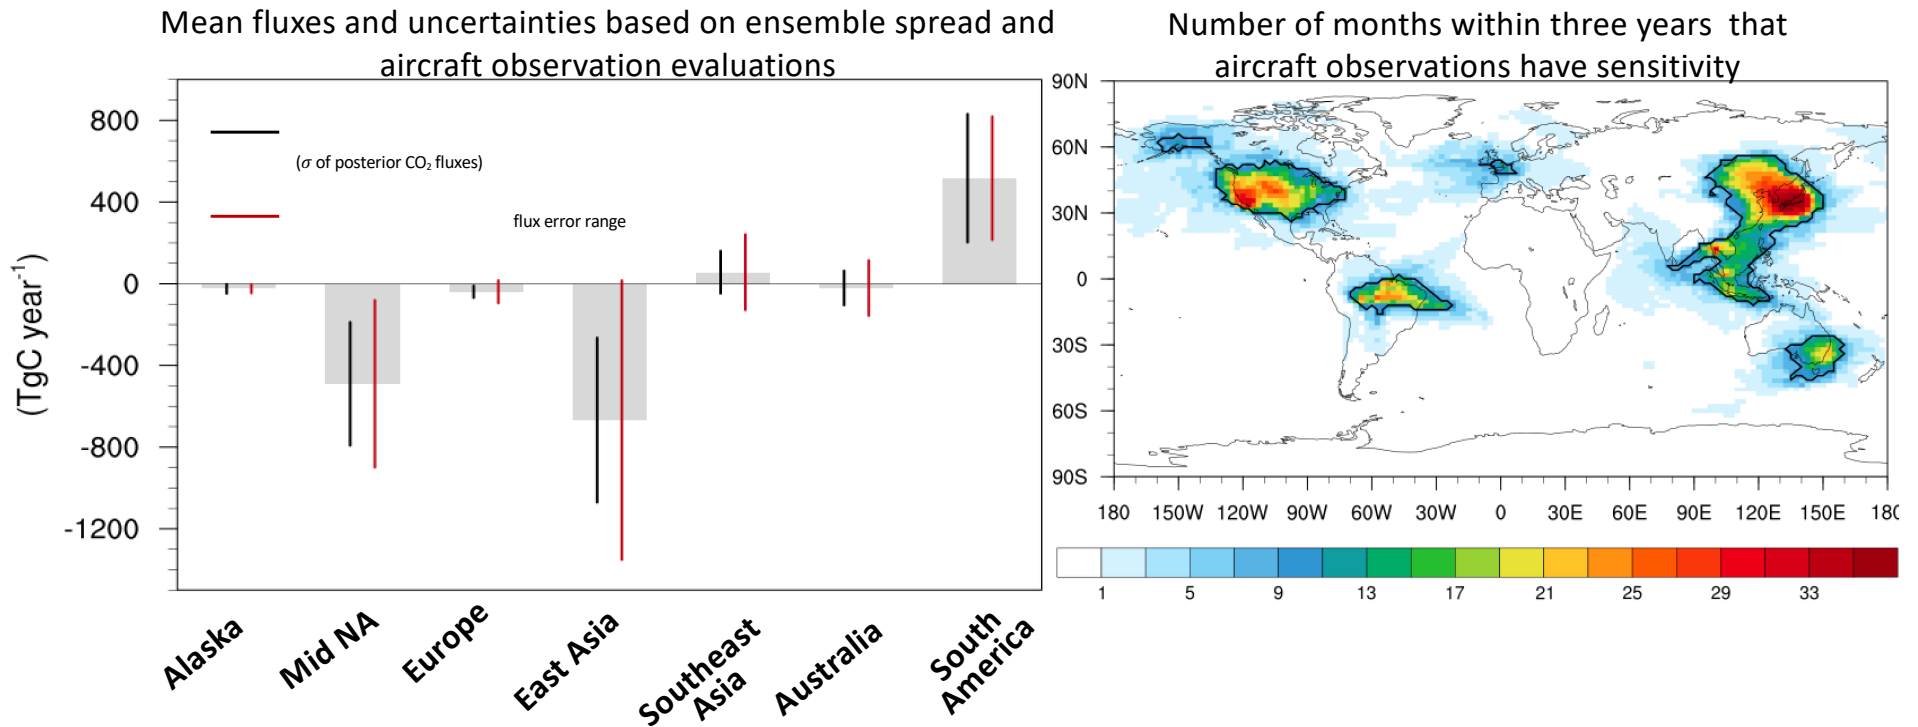 Mean fluxes and uncertainties based on ensemble spread and
aircraft observation evaluations
(TgC year-1)
800
400
0
-400
-800
-1200
(σ of posterior CO₂ fluxes)
flux error range
Alaska
Mid NA
Europe
East Asia
Southeast
Asia
Australia
South
America
Number of months within three years that
aircraft observations have sensitivity
90N
60N
30N
0
30S
60S
90S
180 150W 120W 90W 60W 30W 0 30E 60E 90E 120E 150E 180
1 5 9 13 17 21 25 29 33